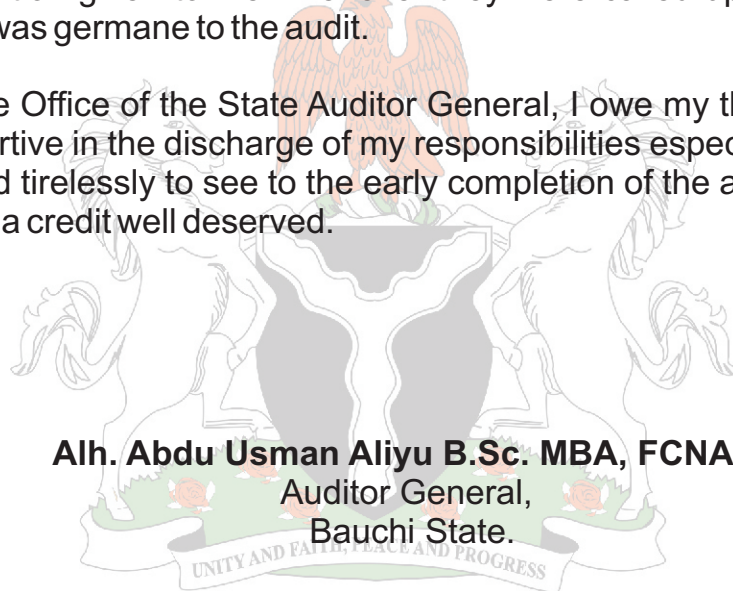 was germane to the audit.
e Office of the State Auditor General, I owe my th
rtive in the discharge of my responsibilities espec
d tirelessly to see to the early completion of the a
a credit well deserved.
Alh. Abdu Usman Aliyu B.Sc. MBA, FCNA
Auditor General,
Bauchi State.
UNITY AND FAITH, PEACE AND PROGRESS